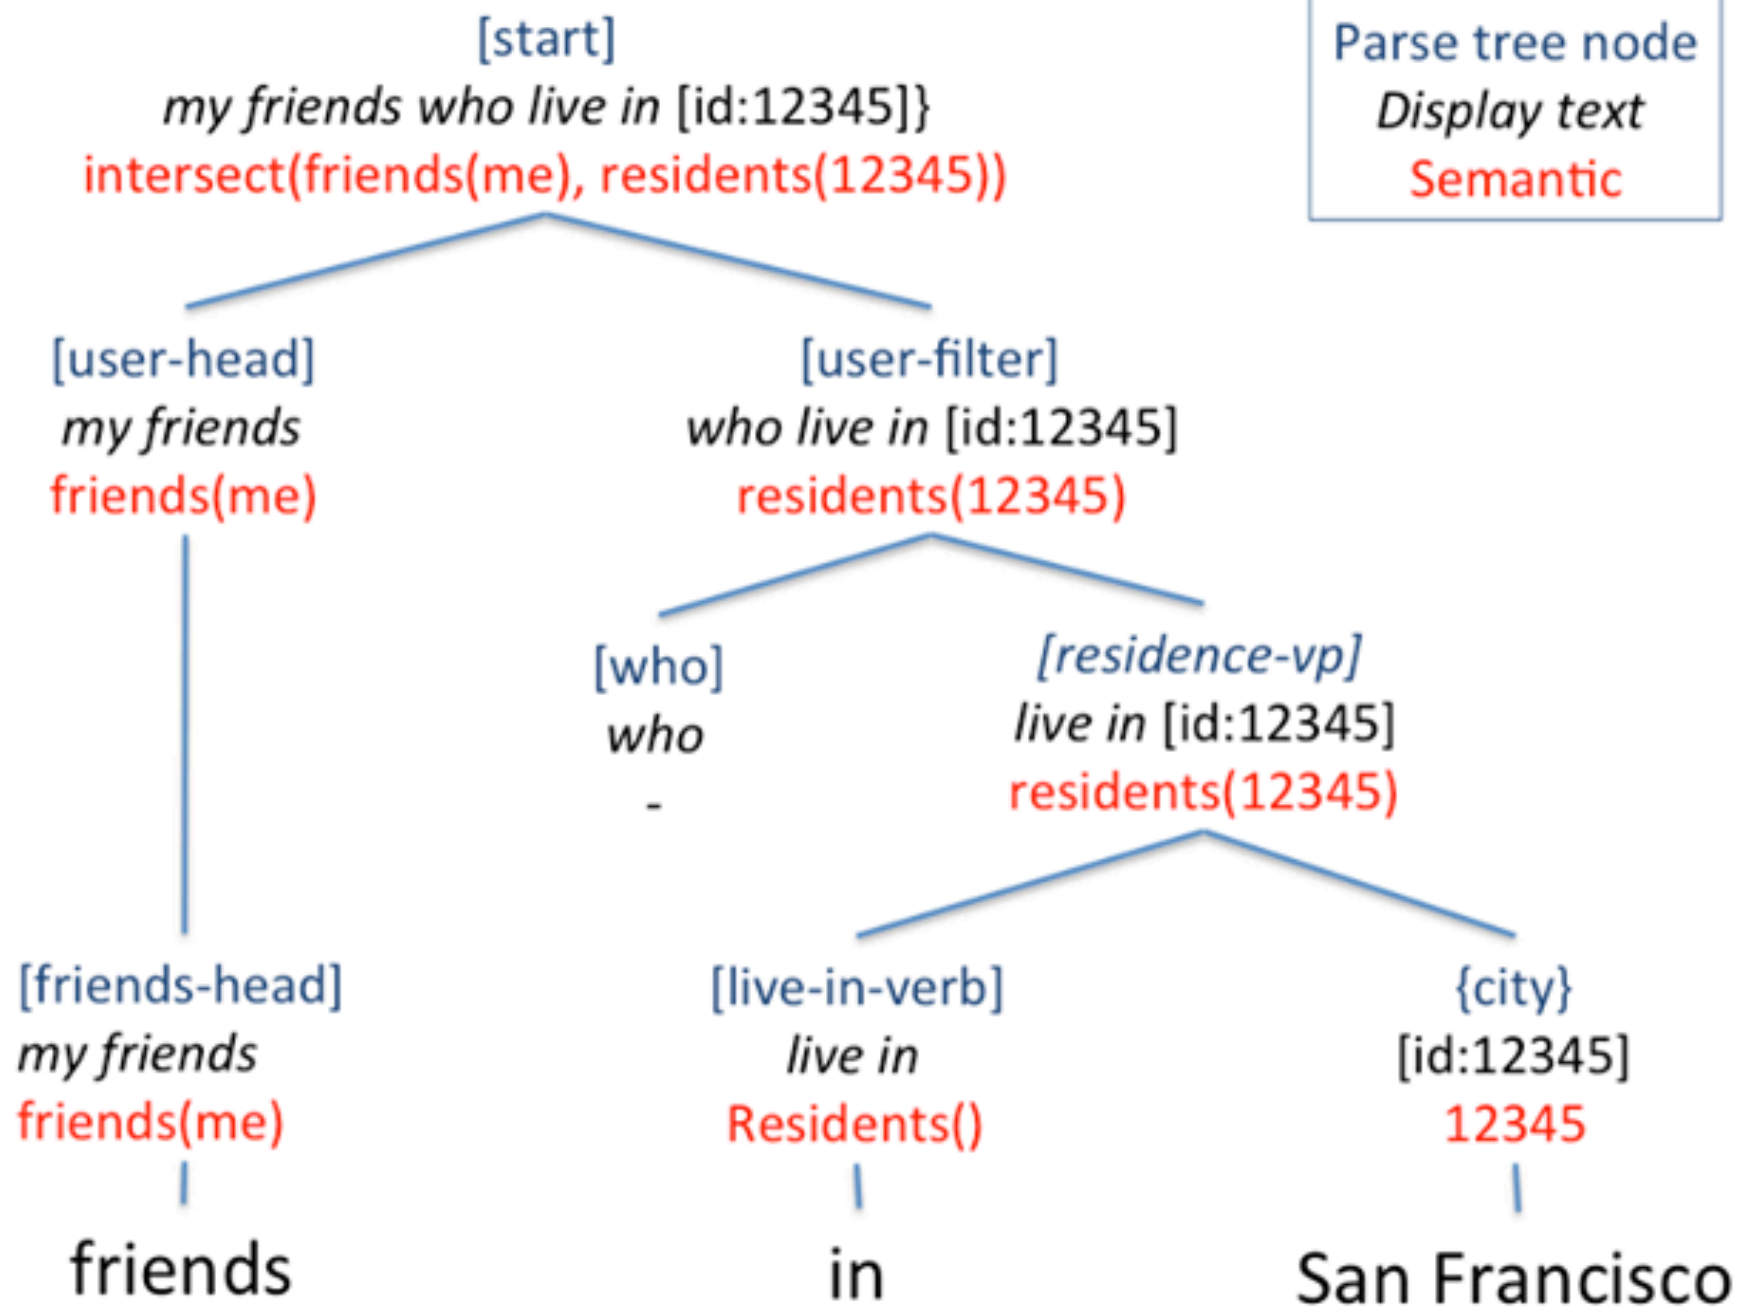 [start]
my friends who live in [id:12345]}
intersect(friends(me), residents(12345))
Parse tree node
Display text
Semantic
[user-head]
my friends
friends(me)
[user-filter]
who live in [id:12345]
residents(12345)
[who]
who
-
[residence-vp]
live in [id:12345]
residents(12345)
[friends-head]
my friends
friends(me)
[live-in-verb]
live in
Residents()
{city}
[id:12345]
12345
friends
in
San Francisco